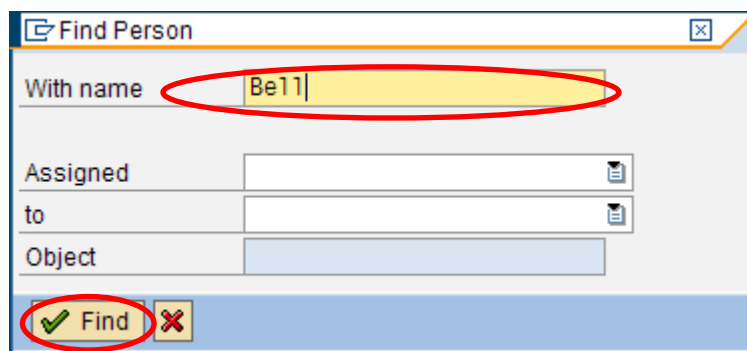 Find Person
With name Bell
Assigned
to
Object
Find